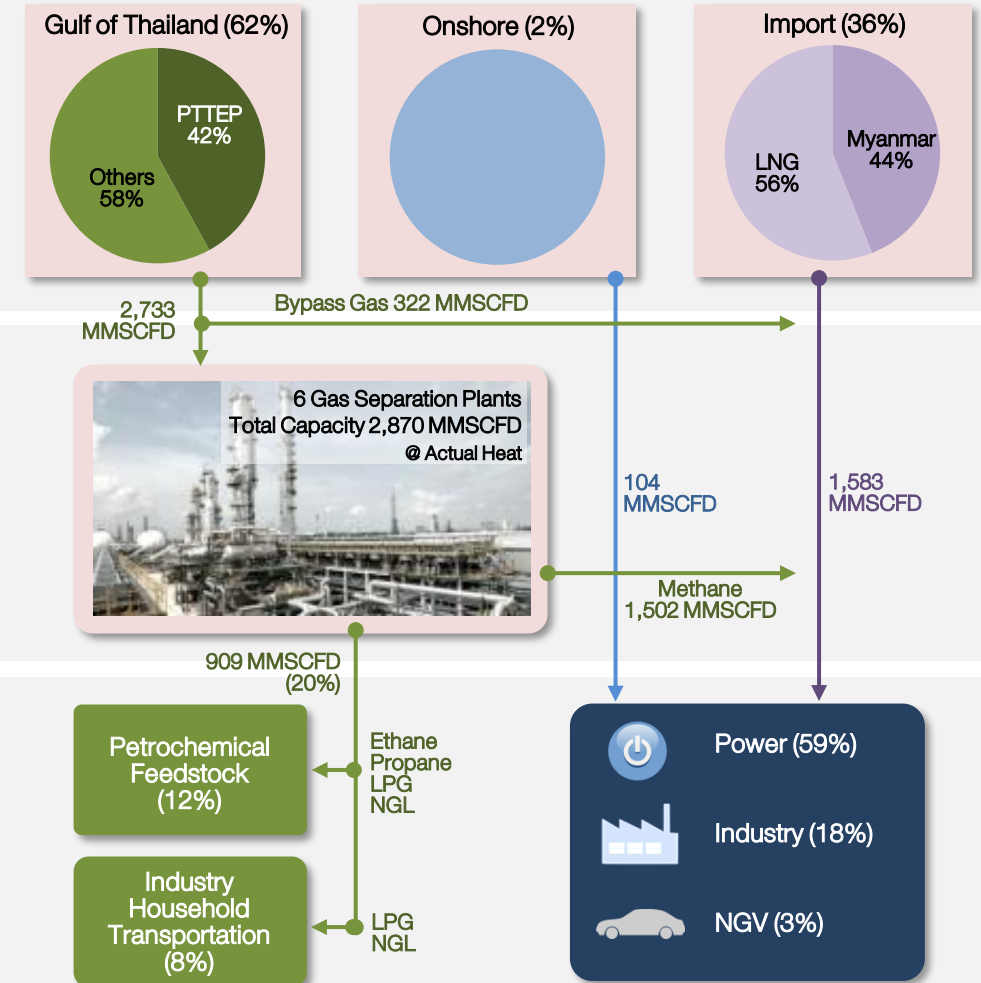 Gulf of Thailand (62%)
Onshore (2%)
Import (36%)
PTTEP
42%
Others
58%
Myanmar
44%
LNG
56%
2,733
MMSCFD
Bypass Gas 322 MMSCFD
6 Gas Separation Plants
Total Capacity 2,870 MMSCFD
@ Actual Heat
104
MMSCFD
1,583
MMSCFD
Methane
1,502 MMSCFD
909 MMSCFD
(20%)
Petrochemical
Feedstock
(12%)
Ethane
Propane
LPG
NGL
Industry
Household
Transportation
(8%)
LPG
NGL
Power (59%)
Industry (18%)
NGV (3%)